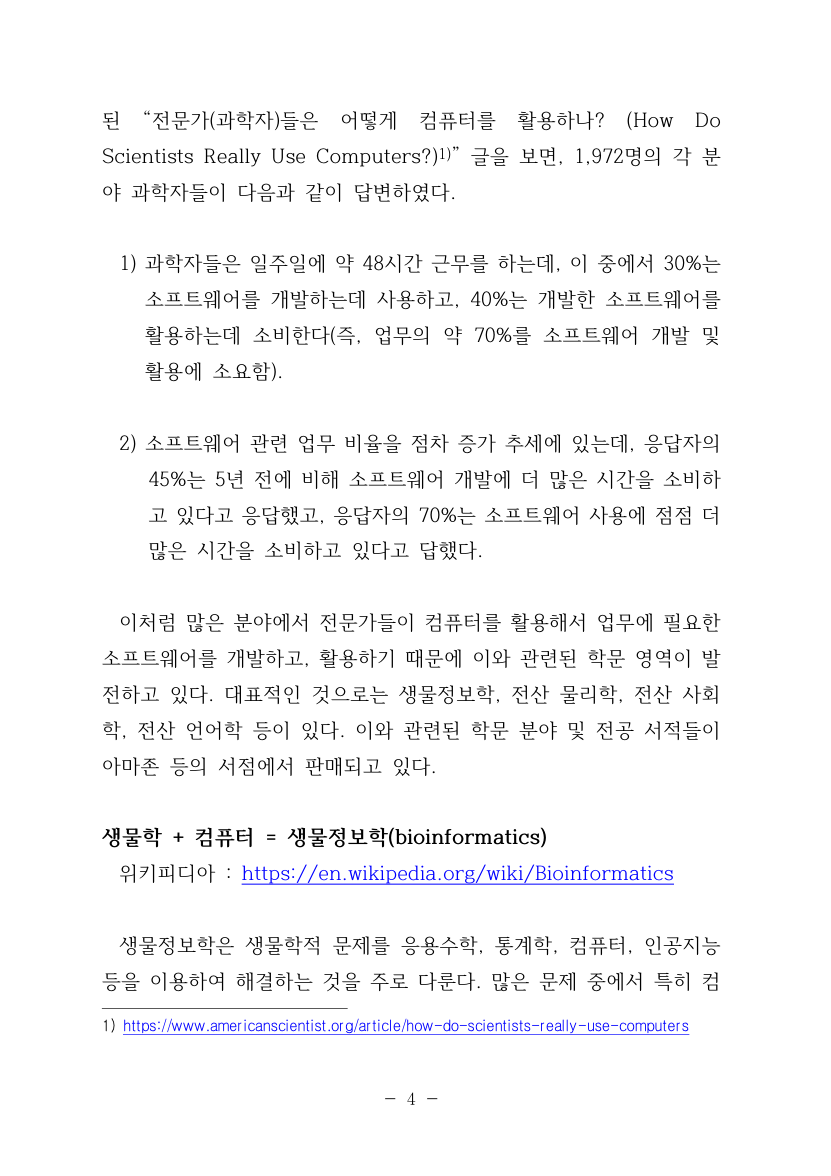 된 “전문가(과학자)들은 어떻게 컴퓨터를 활용하나? (How Do
Scientists Really Use Computers?)1)” 글을 보면, 1,972명의 각 분
야 과학자들이 다음과 같이 답변하였다.
1) 과학자들은 일주일에 약 48시간 근무를 하는데, 이 중에서 30%는
소프트웨어를 개발하는데 사용하고, 40%는 개발한 소프트웨어를
활용하는데 소비한다(즉, 업무의 약 70%를 소프트웨어 개발 및
활용에 소요함).
2) 소프트웨어 관련 업무 비율을 점차 증가 추세에 있는데, 응답자의
45%는 5년 전에 비해 소프트웨어 개발에 더 많은 시간을 소비하
고 있다고 응답했고, 응답자의 70%는 소프트웨어 사용에 점점 더
많은 시간을 소비하고 있다고 답했다.
이처럼 많은 분야에서 전문가들이 컴퓨터를 활용해서 업무에 필요한
소프트웨어를 개발하고, 활용하기 때문에 이와 관련된 학문 영역이 발
전하고 있다. 대표적인 것으로는 생물정보학, 전산 물리학, 전산 사회
학, 전산 언어학 등이 있다. 이와 관련된 학문 분야 및 전공 서적들이
아마존 등의 서점에서 판매되고 있다.
생물학 + 컴퓨터 = 생물정보학(bioinformatics)
위키피디아 : https://en.wikipedia.org/wiki/Bioinformatics
생물정보학은 생물학적 문제를 응용수학, 통계학, 컴퓨터, 인공지능
등을 이용하여 해결하는 것을 주로 다룬다. 많은 문제 중에서 특히 컴
1) https://www.americanscientist.org/article/how-do-scientists-really-use-computers
- 4 -